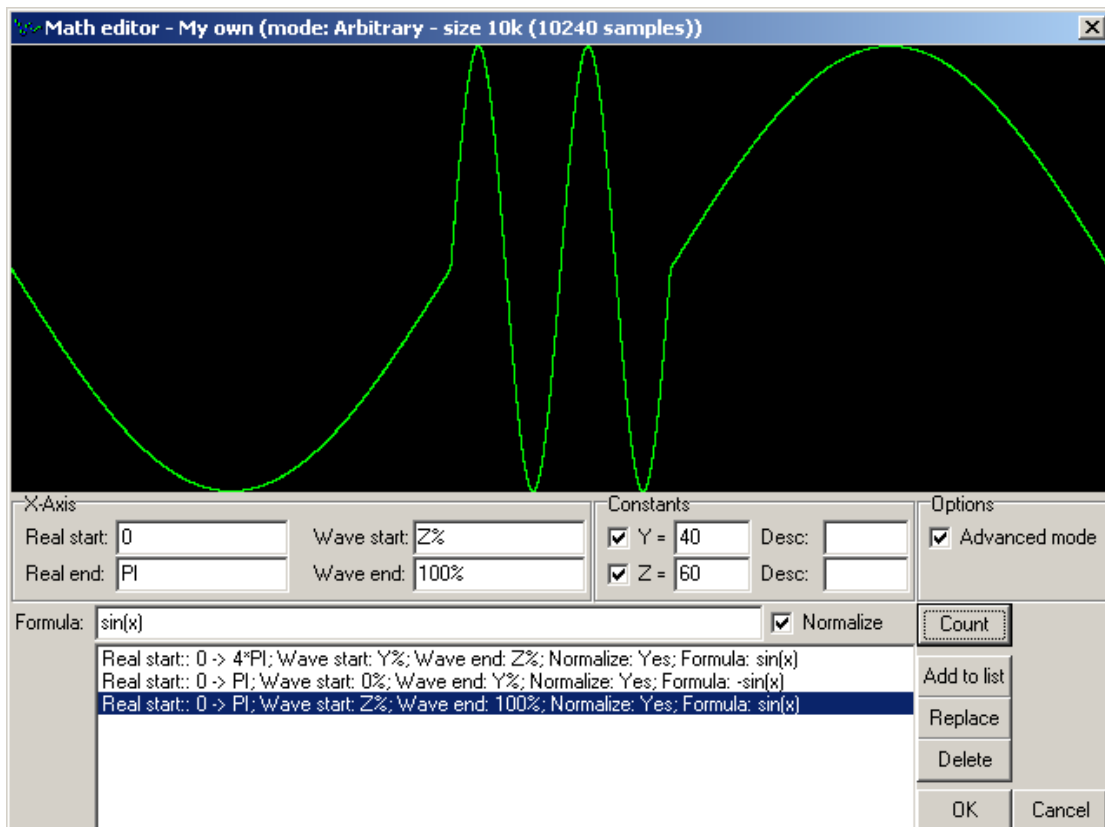 Math editor - My own (mode: Arbitrary - size 10k (10240 samples))
X-Axis
Real start: 0 Wave start: Z%
Real end: PI Wave end: 100%
Constants
Y = 40 Desc:
Z = 60 Desc:
Options
Advanced mode
Formula: sin(x) Normalize Count
Real start:: 0 -> 4*PI; Wave start: Y%; Wave end: Z%; Normalize: Yes; Formula: sin(x)
Real start:: 0 -> PI; Wave start: 0%; Wave end: Y%; Normalize: Yes; Formula: -sin(x)
Real start:: 0 -> PI; Wave start: Z%; Wave end: 100%; Normalize: Yes; Formula: sin(x)
Add to list
Replace
Delete
OK Cancel